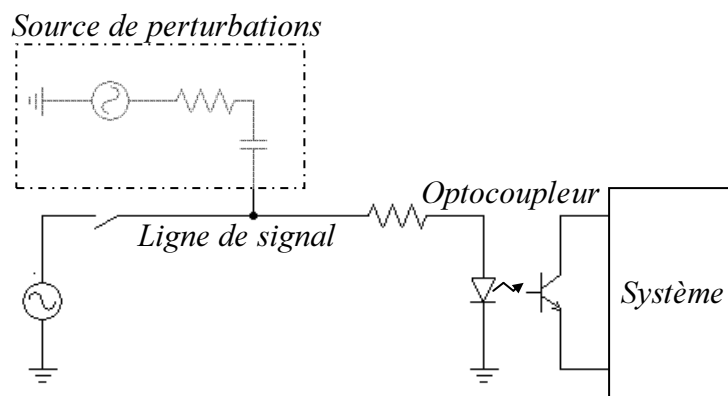 Source de perturbations
Optocoupleur
Ligne de signal
Système